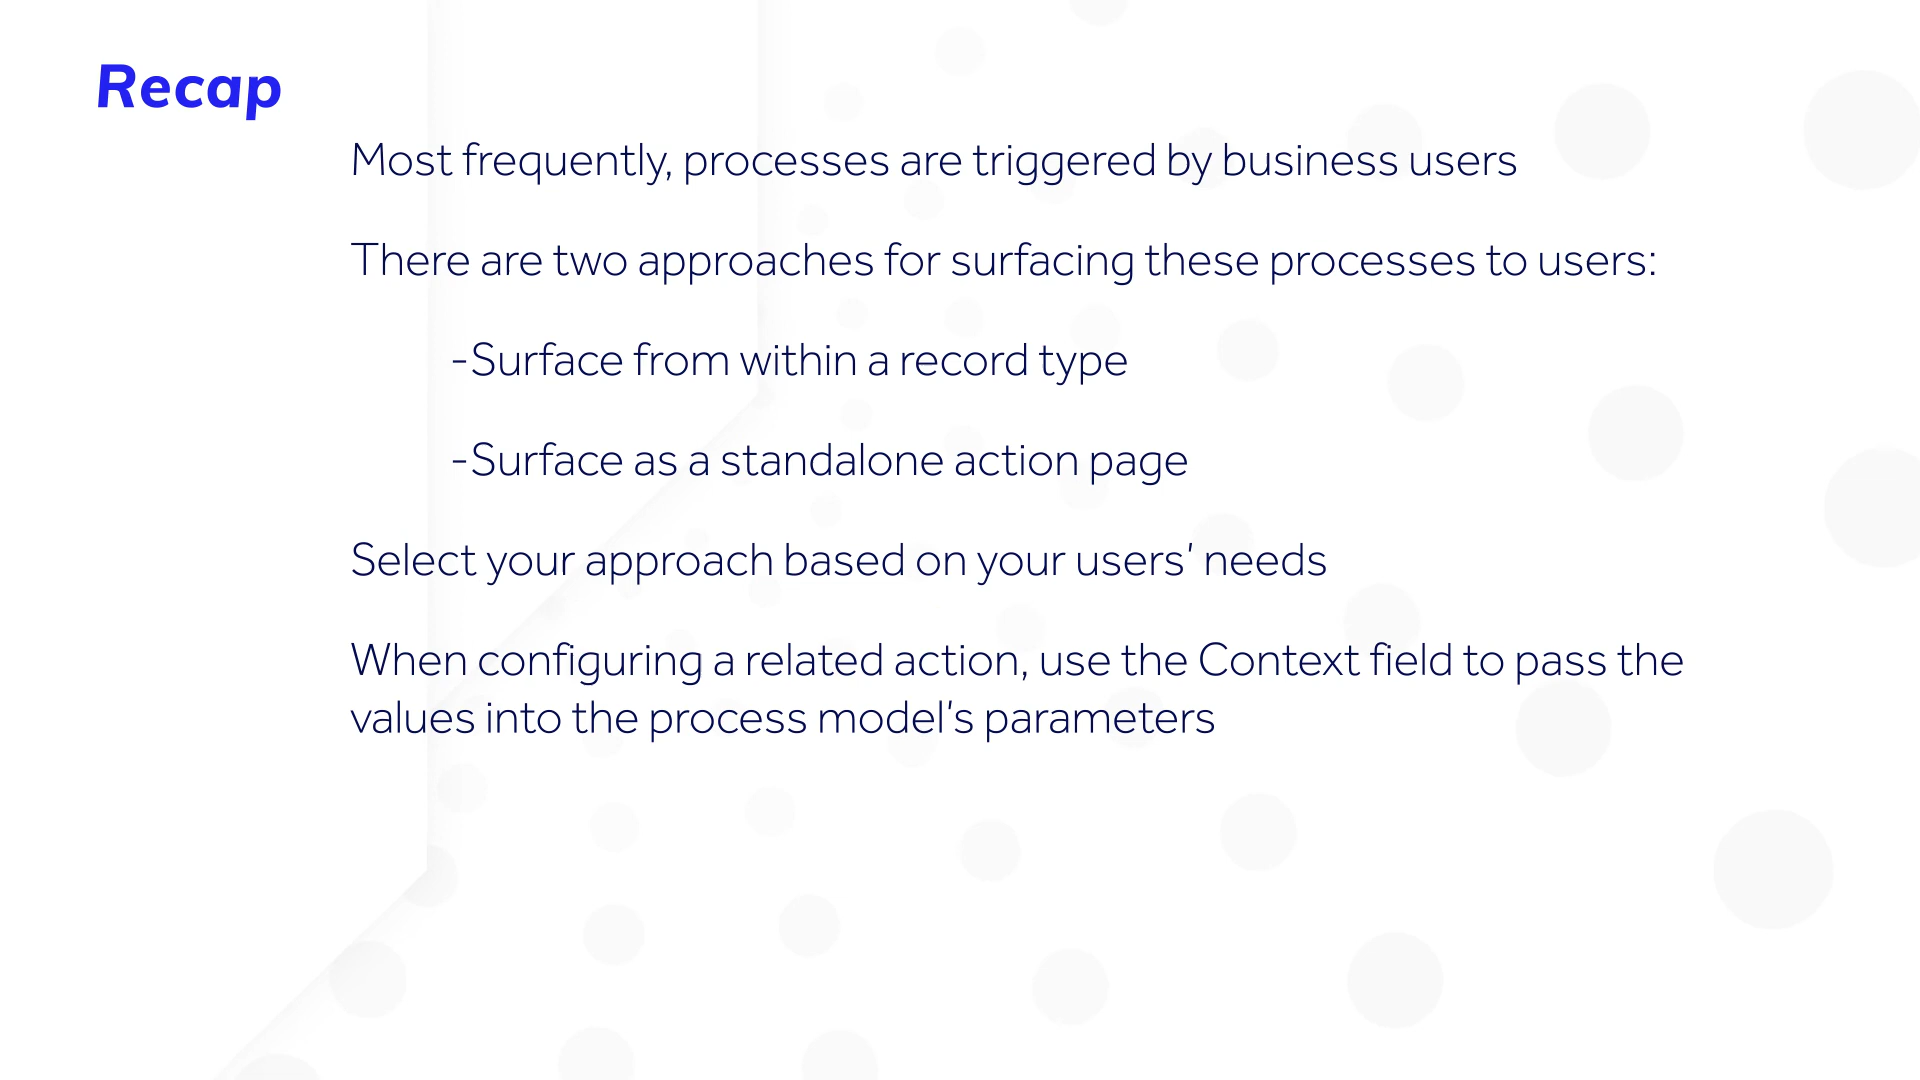 Recap
Most frequently, processes are triggered by business users
There are two approaches for surfacing these processes to users:
-Surface from within a record type
-Surface as a standalone action page
Select your approach based on your users’ needs
When configuring a related action, use the Context field to pass the
values into the process model’s parameters